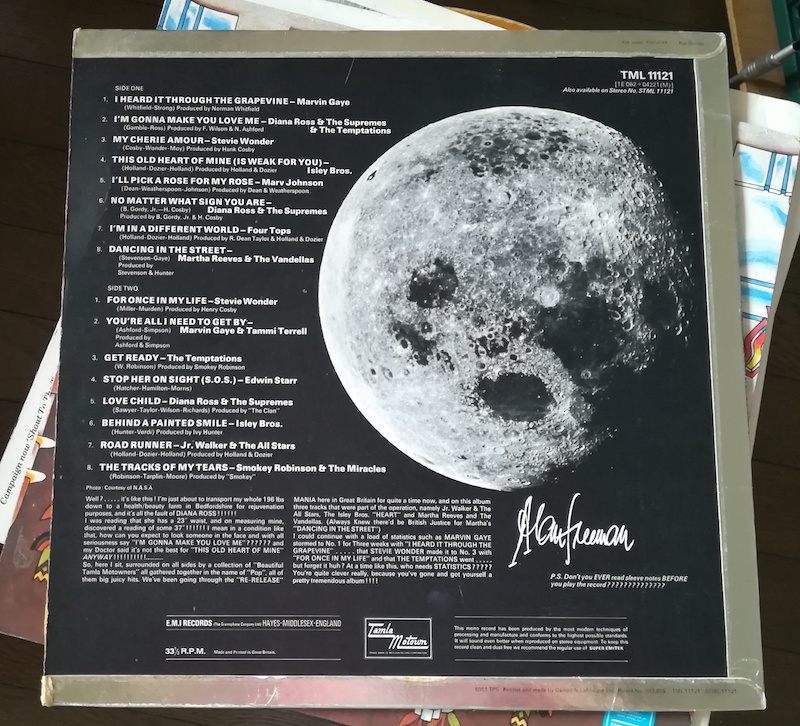 TML 11121
[1E 062 ° 04221(M)]
Also available on Stereo No. STML 11121
SIDE ONE
1. I HEARD IT THROUGH THE GRAPEVINE – Marvin Gaye
(Whitfield–Strong) Produced by Norman Whitfield
2. I'M GONNA MAKE YOU LOVE ME – Diana Ross & The Supremes
(Gamble–Ross) Produced by F. Wilson & N. Ashford & The Temptations
3. MY CHERIE AMOUR – Stevie Wonder
(Cosby–Wonder–Moy) Produced by Hank Cosby
4. THIS OLD HEART OF MINE (IS WEAK FOR YOU) –
(Holland–Dozier–Holland) Produced by Holland & Dozier Isley Bros.
5. I'LL PICK A ROSE FOR MY ROSE – Marv Johnson
(Dean–Weatherspoon–Johnson) Produced by Dean & Weatherspoon
6. NO MATTER WHAT SIGN YOU ARE –
(B. Gordy, Jr.–H. Cosby) Diana Ross & The Supremes
Produced by B. Gordy, Jr. & H. Cosby
7. I'M IN A DIFFERENT WORLD – Four Tops
(Holland–Dozier–Holland) Produced by R. Dean Taylor & Holland & Dozier
8. DANCING IN THE STREET –
(Stevenson–Gaye) Martha Reeves & The Vandellas
Produced by
Stevenson & Hunter
SIDE TWO
1. FOR ONCE IN MY LIFE – Stevie Wonder
(Miller–Murden) Produced by Henry Cosby
2. YOU'RE ALL I NEED TO GET BY –
(Ashford–Simpson) Marvin Gaye & Tammi Terrell
Produced by
Ashford & Simpson
3. GET READY – The Temptations
(W. Robinson) Produced by Smokey Robinson
4. STOP HER ON SIGHT (S.O.S.) – Edwin Starr
(Hatcher–Hamilton–Morris)
5. LOVE CHILD – Diana Ross & The Supremes
(Sawyer–Taylor–Wilson–Richards) Produced by "The Clan"
6. BEHIND A PAINTED SMILE – Isley Bros.
(Hunter–Verdi) Produced by Ivy Hunter
7. ROAD RUNNER – Jr. Walker & The All Stars
(Holland–Dozier–Holland) Produced by Holland & Dozier
8. THE TRACKS OF MY TEARS – Smokey Robinson & The Miracles
(Robinson–Tarplin–Moore) Produced by "Smokey"
Photo: Courtesy of N.A.S.A
Well ? . . . . . it's like this ! I'm just about to transport my whole 196 lbs
down to a health/beauty farm in Bedfordshire for rejuvenation
purposes, and it's all the fault of DIANA ROSS ! ! ! ! ! ! !
I was reading that she has a 23" waist, and on measuring mine,
discovered a reading of some 37" ! ! ! ! ! ! I mean in a condition like
that, how can you expect to look someone in the face and with all
seriousness say "I'M GONNA MAKE YOU LOVE ME" ?????? and
my Doctor said it's not the best for "THIS OLD HEART OF MINE"
ANYWAY ! ! ! ! ! ! ! ! ! ! . . . . . . .
So, here I sit, surrounded on all sides by a collection of "Beautiful
Tamla Motowners" all gathered together in the name of "Pop", all of
them big juicy hits. We've been going through the "RE-RELEASE"
MANIA here in Great Britain for quite a time now, and on this album
three tracks that were part of the operation, namely Jr. Walker & The
All Stars, The Isley Bros. "HEART" and Martha Reeves and The
Vandellas. (Always Knew there'd be British Justice for Martha's
"DANCING IN THE STREET")
I could continue with a load of statistics such as MARVIN GAYE
stormed to No. 1 for Three weeks with "I HEARD IT THROUGH THE
GRAPEVINE" . . . . . that STEVIE WONDER made it to No. 3 with
"FOR ONCE IN MY LIFE" and that THE TEMPTATIONS were . . . . .
but forget it huh? At a time like this, who needs STATISTICS ?????
You're quite clever really, because you've gone and got yourself a
pretty tremendous album ! ! ! !
Alan Freeman
P.S. Don't you EVER read sleeve notes BEFORE
you play the record??????????????
E.M.I RECORDS (The Gramophone Company Ltd) HAYES·MIDDLESEX·ENGLAND
33⅓ R.P.M. Made and Printed in Great Britain.
Tamla
Motown
This mono record has been produced by the most modern techniques of
processing and manufacture and conforms to the highest possible standards.
It will sound even better when reproduced on stereo equipment. To keep this
record clean and dust free we recommend the regular use of SUPER EMITEX
TML 11121
Campaign now 'Shout To Th